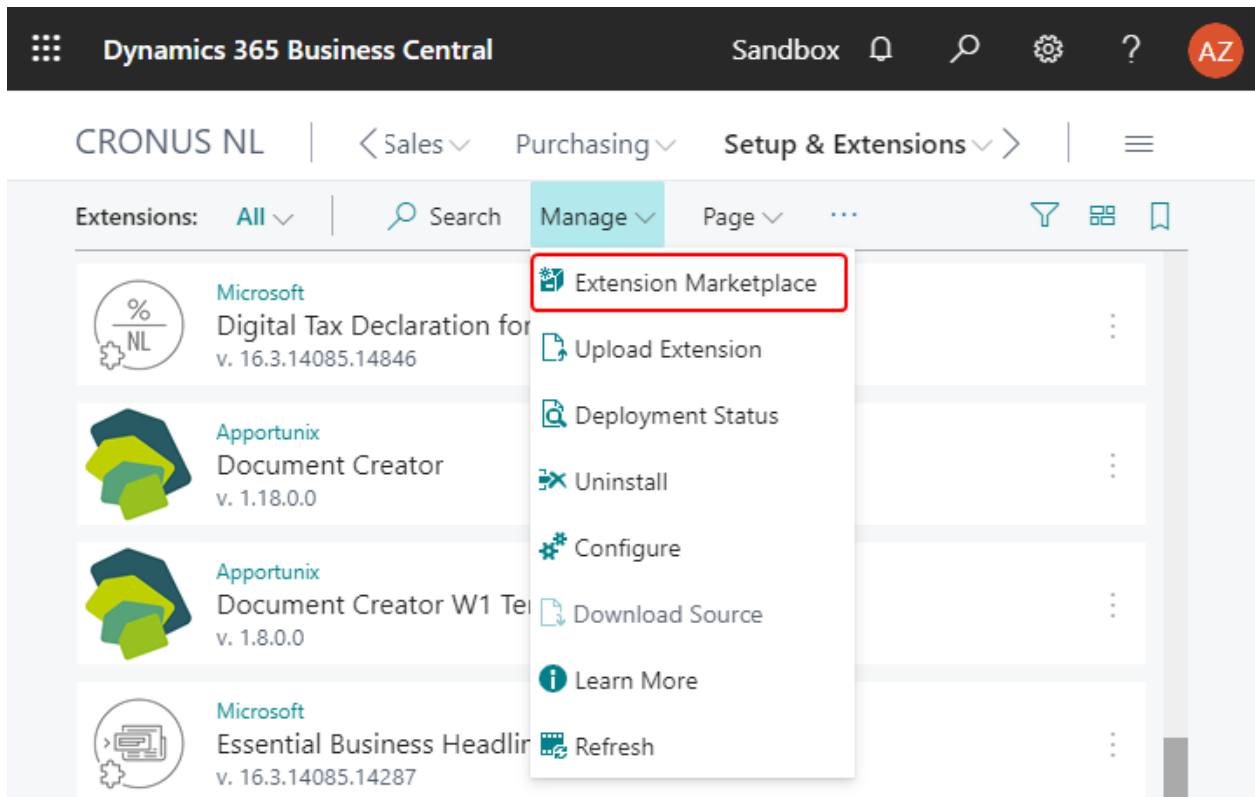 Dynamics 365 Business Central Sandbox ? AZ
CRONUS NL Sales Purchasing Setup & Extensions
Extensions: All Search Manage Page ...
Extension Marketplace
Upload Extension
Deployment Status
Uninstall
Configure
Download Source
Learn More
Refresh
% NL
Microsoft
Digital Tax Declaration for
v. 16.3.14085.14846
Apportunix
Document Creator
v. 1.18.0.0
Apportunix
Document Creator W1 Te
v. 1.8.0.0
Microsoft
Essential Business Headlin
v. 16.3.14085.14287